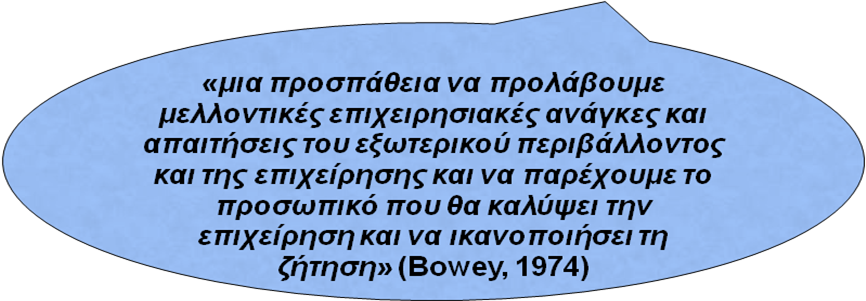 «μια προσπάθεια να προλάβουμε
μελλοντικές επιχειρησιακές ανάγκες και
απαιτήσεις του εξωτερικού περιβάλλοντος
και της επιχείρησης και να παρέχουμε το
προσωπικό που θα καλύψει την
επιχείρηση και να ικανοποιήσει τη
ζήτηση» (Bowey, 1974)